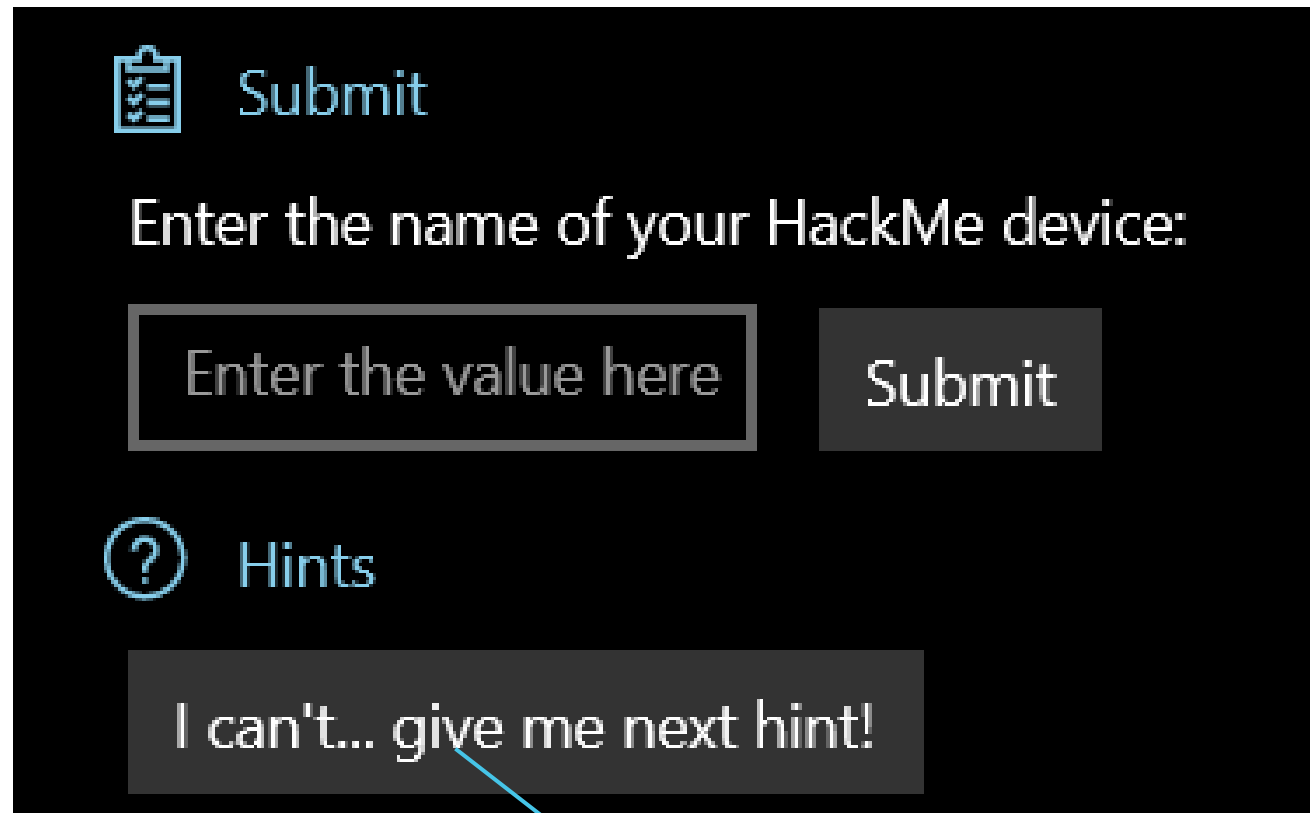 Submit
Enter the name of your HackMe device:
Enter the value here
Submit
Hints
I can't... give me next hint!